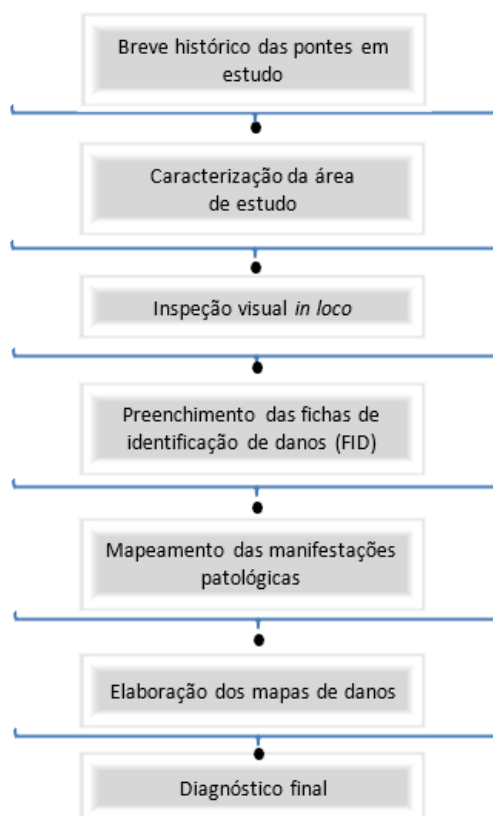 Breve histórico das pontes em
estudo
Caracterização da área
de estudo
Inspeção visual in loco
Preenchimento das fichas de
identificação de danos (FID)
Mapeamento das manifestações
patológicas
Elaboração dos mapas de danos
Diagnóstico final